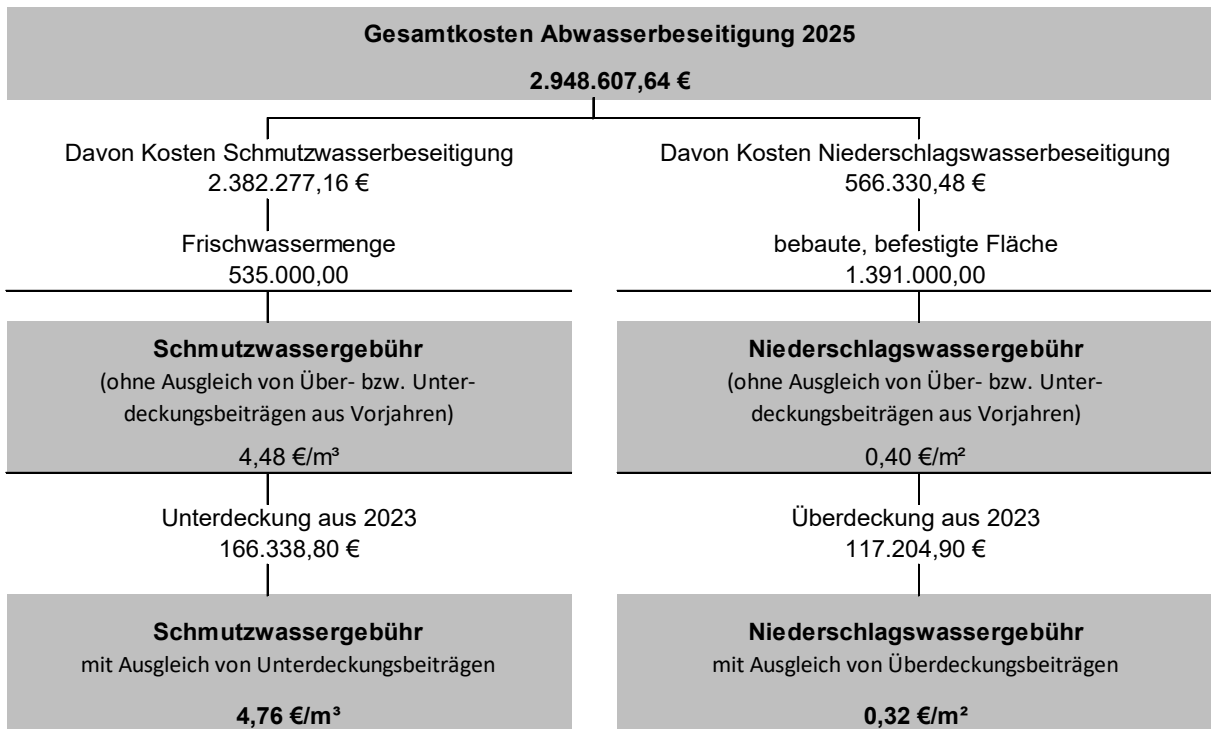 Gesamtkosten Abwasserbeseitigung 2025
2.948.607,64 €
Davon Kosten Schmutzwasserbeseitigung
2.382.277,16 €
Frischwassermenge
535.000,00
Schmutzwassergebühr
(ohne Ausgleich von Über- bzw. Unter-
deckungsbeiträgen aus Vorjahren)
4,48 €/m³
Unterdeckung aus 2023
166.338,80 €
Schmutzwassergebühr
mit Ausgleich von Unterdeckungsbeiträgen
4,76 €/m³
Davon Kosten Niederschlagswasserbeseitigung
566.330,48 €
bebaute, befestigte Fläche
1.391.000,00
Niederschlagswassergebühr
(ohne Ausgleich von Über- bzw. Unter-
deckungsbeiträgen aus Vorjahren)
0,40 €/m²
Überdeckung aus 2023
117.204,90 €
Niederschlagswassergebühr
mit Ausgleich von Überdeckungsbeiträgen
0,32 €/m²